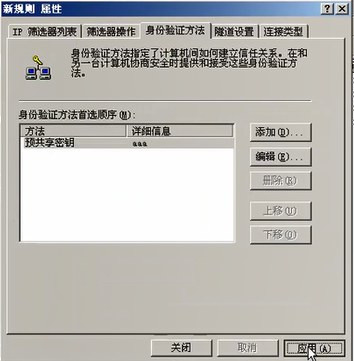 新规则 属性
IP 筛选器列表 筛选器操作 身份验证方法 隧道设置 连接类型
身份验证方法指定了计算机间如何建立信任关系。在和
另一台计算机协商安全时提供和接受这些身份验证方
法。
身份验证方法首选顺序(M):
方法 详细信息
预共享密钥 aaa
添加(D)...
编辑(E)...
删除(R)
上移(U)
下移(O)
关闭 取消 应用(A)